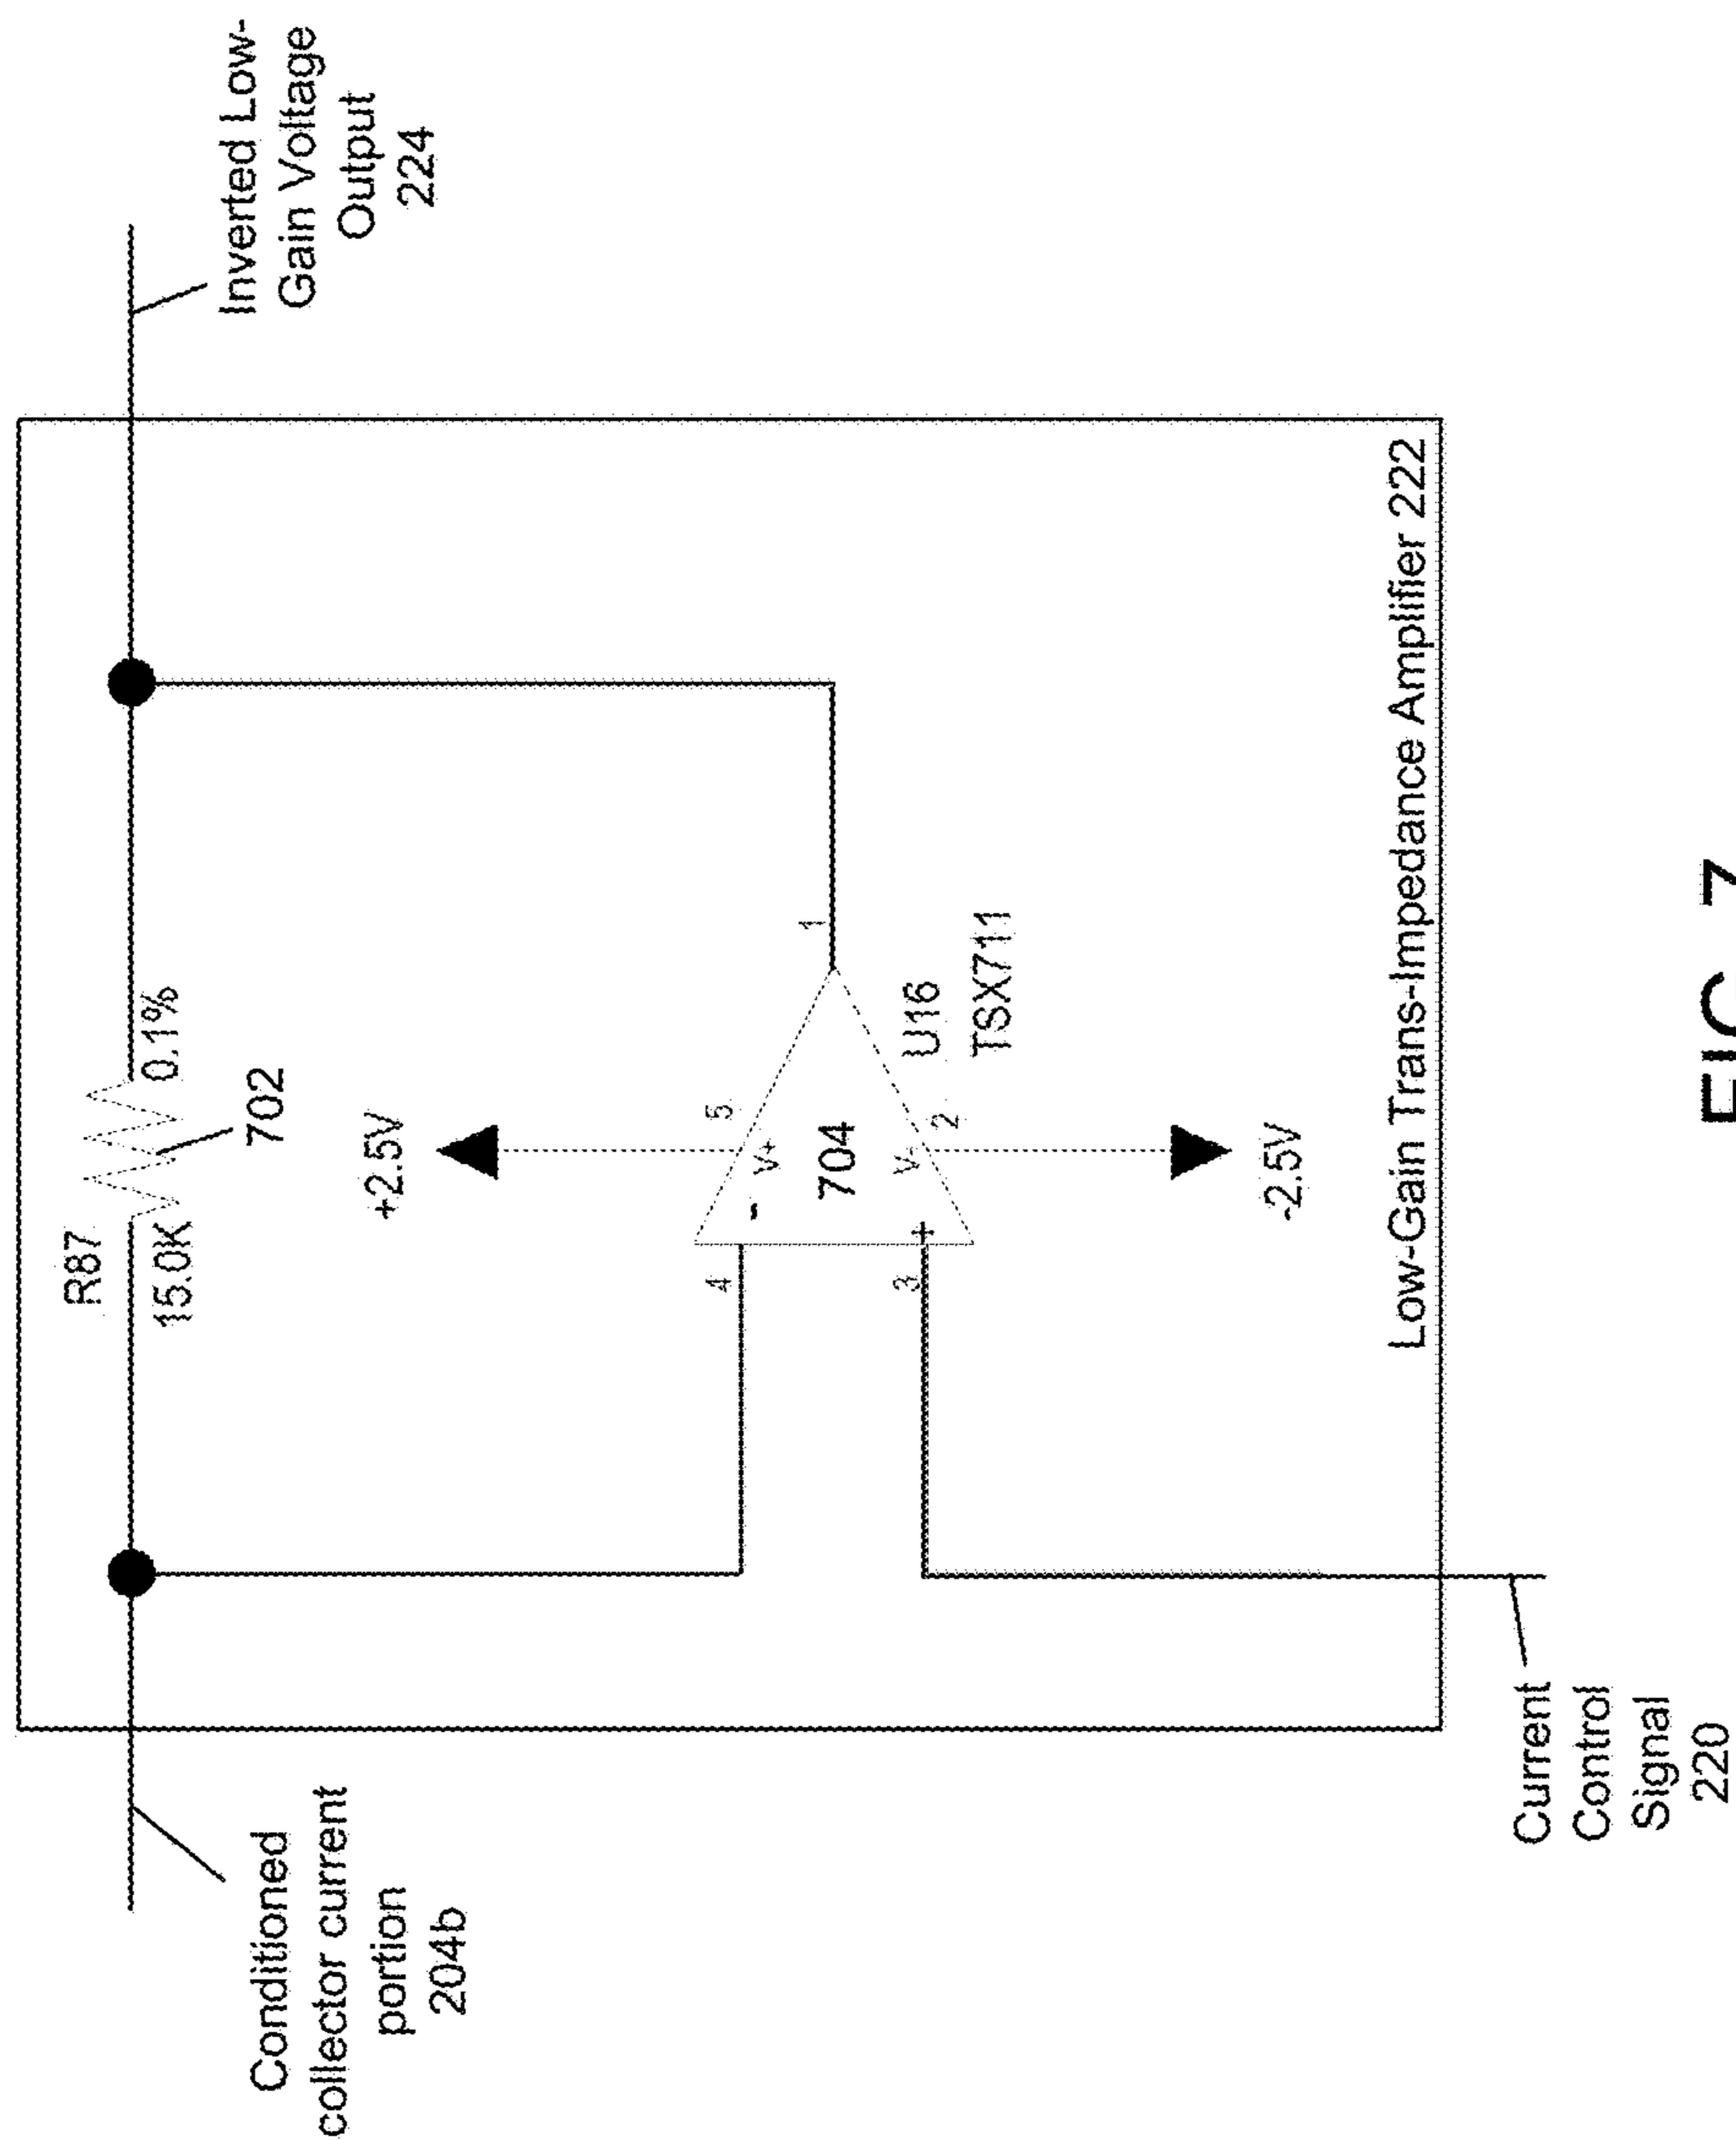 R87
15.0K
0.1%
702
+2.5V
Inverted Low-
Gain Voltage
Output
224
Conditioned
collector current
portion
204b
4
-
5
V+
704
1
3
+
V-
2
U16
TSX711
-2.5V
Low-Gain Trans-Impedance Amplifier 222
Current
Control
Signal
220
FIG. 7